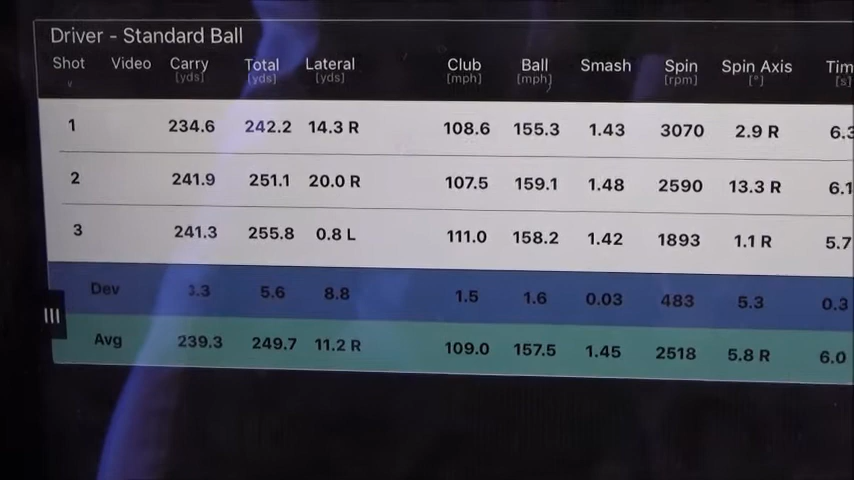 Driver - Standard Ball
Shot Video Carry Total Lateral Club Ball Smash Spin Spin Axis Tim
[yds] [yds] [yds] [mph] [mph] [rpm] [°] [s]
1 234.6 242.2 14.3 R 108.6 155.3 1.43 3070 2.9 R 6.3
2 241.9 251.1 20.0 R 107.5 159.1 1.48 2590 13.3 R 6.1
3 241.3 255.8 0.8 L 111.0 158.2 1.42 1893 1.1 R 5.7
Dev 3.3 5.6 8.8 1.5 1.6 0.03 483 5.3 0.3
Avg 239.3 249.7 11.2 R 109.0 157.5 1.45 2518 5.8 R 6.0